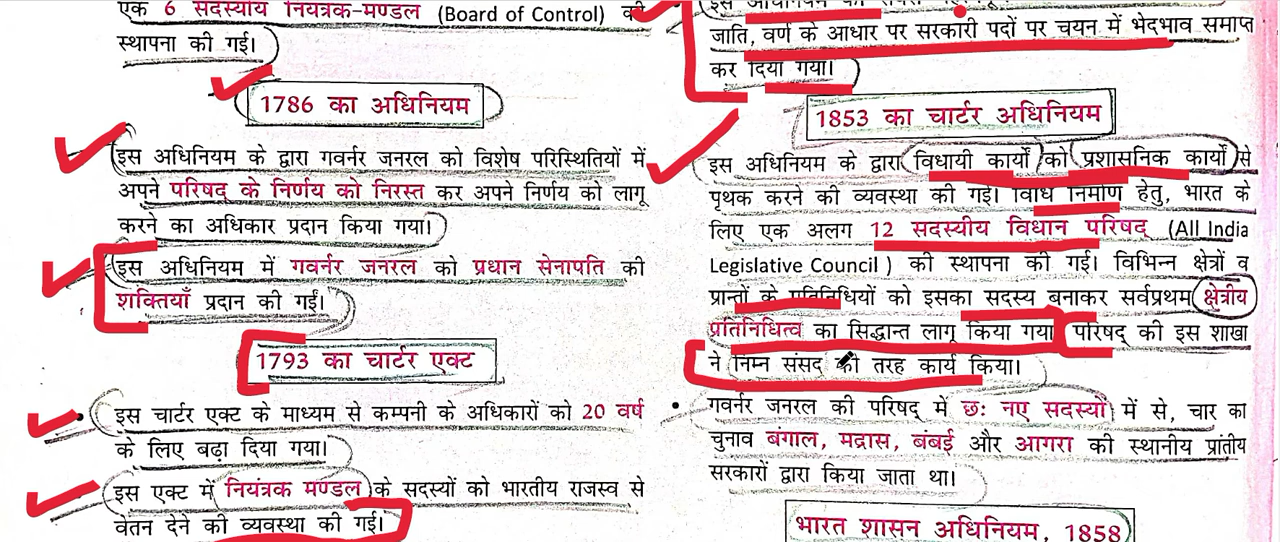 एक 6 सदस्यीय नियंत्रक-मण्डल (Board of Control) की
स्थापना की गई।
1786 का अधिनियम
इस अधिनियम के द्वारा गवर्नर जनरल को विशेष परिस्थितियों में
अपने परिषद् के निर्णय को निरस्त कर अपने निर्णय को लागू
करने का अधिकार प्रदान किया गया।
इस अधिनियम में गवर्नर जनरल को प्रधान सेनापति की
शक्तियाँ प्रदान की गईं।
1793 का चार्टर एक्ट
• इस चार्टर एक्ट के माध्यम से कम्पनी के अधिकारों को 20 वर्ष
के लिए बढ़ा दिया गया।
इस एक्ट में नियंत्रक मण्डल के सदस्यों को भारतीय राजस्व से
वेतन देने की व्यवस्था की गई।
इस
जाति, वर्ण के आधार पर सरकारी पदों पर चयन में भेदभाव समाप्त
कर दिया गया।
1853 का चार्टर अधिनियम
इस अधिनियम के द्वारा विधायी कार्यों को प्रशासनिक कार्यों से
पृथक करने की व्यवस्था की गई। विधि निर्माण हेतु, भारत के
लिए एक अलग 12 सदस्यीय विधान परिषद् (All India
Legislative Council ) की स्थापना की गई। विभिन्न क्षेत्रों व
प्रान्तों के प्रतिनिधियों को इसका सदस्य बनाकर सर्वप्रथम क्षेत्रीय
प्रतिनिधित्व का सिद्धान्त लागू किया गया परिषद् की इस शाखा
ने निम्न संसद की तरह कार्य किया।
• गवर्नर जनरल की परिषद् में छः नए सदस्यों में से, चार का
चुनाव बंगाल, मद्रास, बंबई और आगरा की स्थानीय प्रांतीय
सरकारों द्वारा किया जाता था।
भारत शासन अधिनियम, 1858